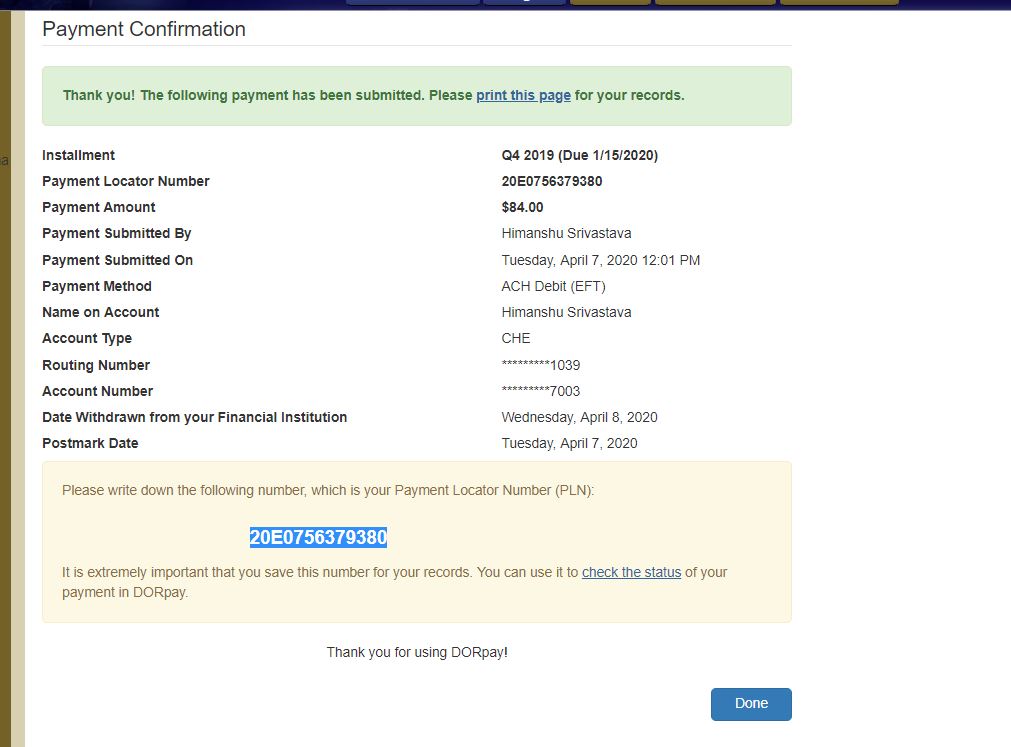 Payment Confirmation
Thank you! The following payment has been submitted. Please print this page for your records.
Installment Q4 2019 (Due 1/15/2020)
Payment Locator Number 20E0756379380
Payment Amount $84.00
Payment Submitted By Himanshu Srivastava
Payment Submitted On Tuesday, April 7, 2020 12:01 PM
Payment Method ACH Debit (EFT)
Name on Account Himanshu Srivastava
Account Type CHE
Routing Number *********1039
Account Number *********7003
Date Withdrawn from your Financial Institution Wednesday, April 8, 2020
Postmark Date Tuesday, April 7, 2020
Please write down the following number, which is your Payment Locator Number (PLN):
20E0756379380
It is extremely important that you save this number for your records. You can use it to check the status of your
payment in DORpay.
Thank you for using DORpay!
Done